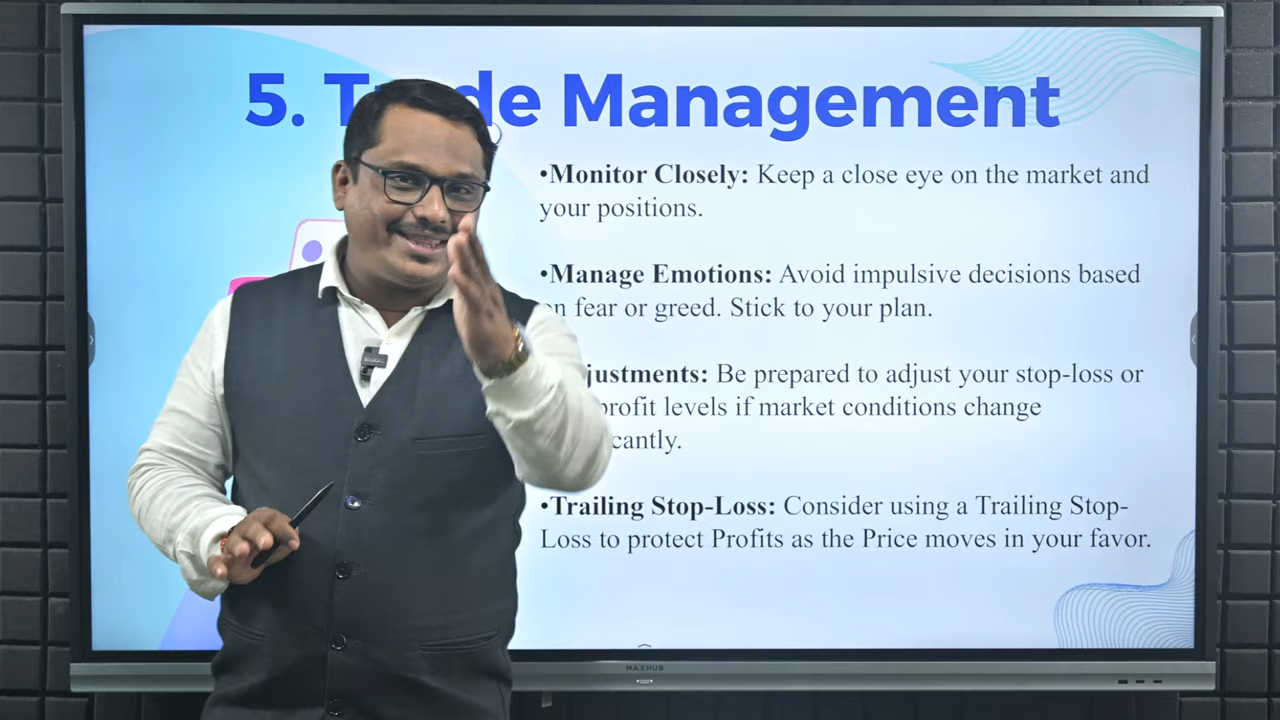 5. Trade Management
•Monitor Closely: Keep a close eye on the market and
your positions.
•Manage Emotions: Avoid impulsive decisions based
on fear or greed. Stick to your plan.
justments: Be prepared to adjust your stop-loss or
profit levels if market conditions change
cantly.
•Trailing Stop-Loss: Consider using a Trailing Stop-
Loss to protect Profits as the Price moves in your favor.
MAXHUB